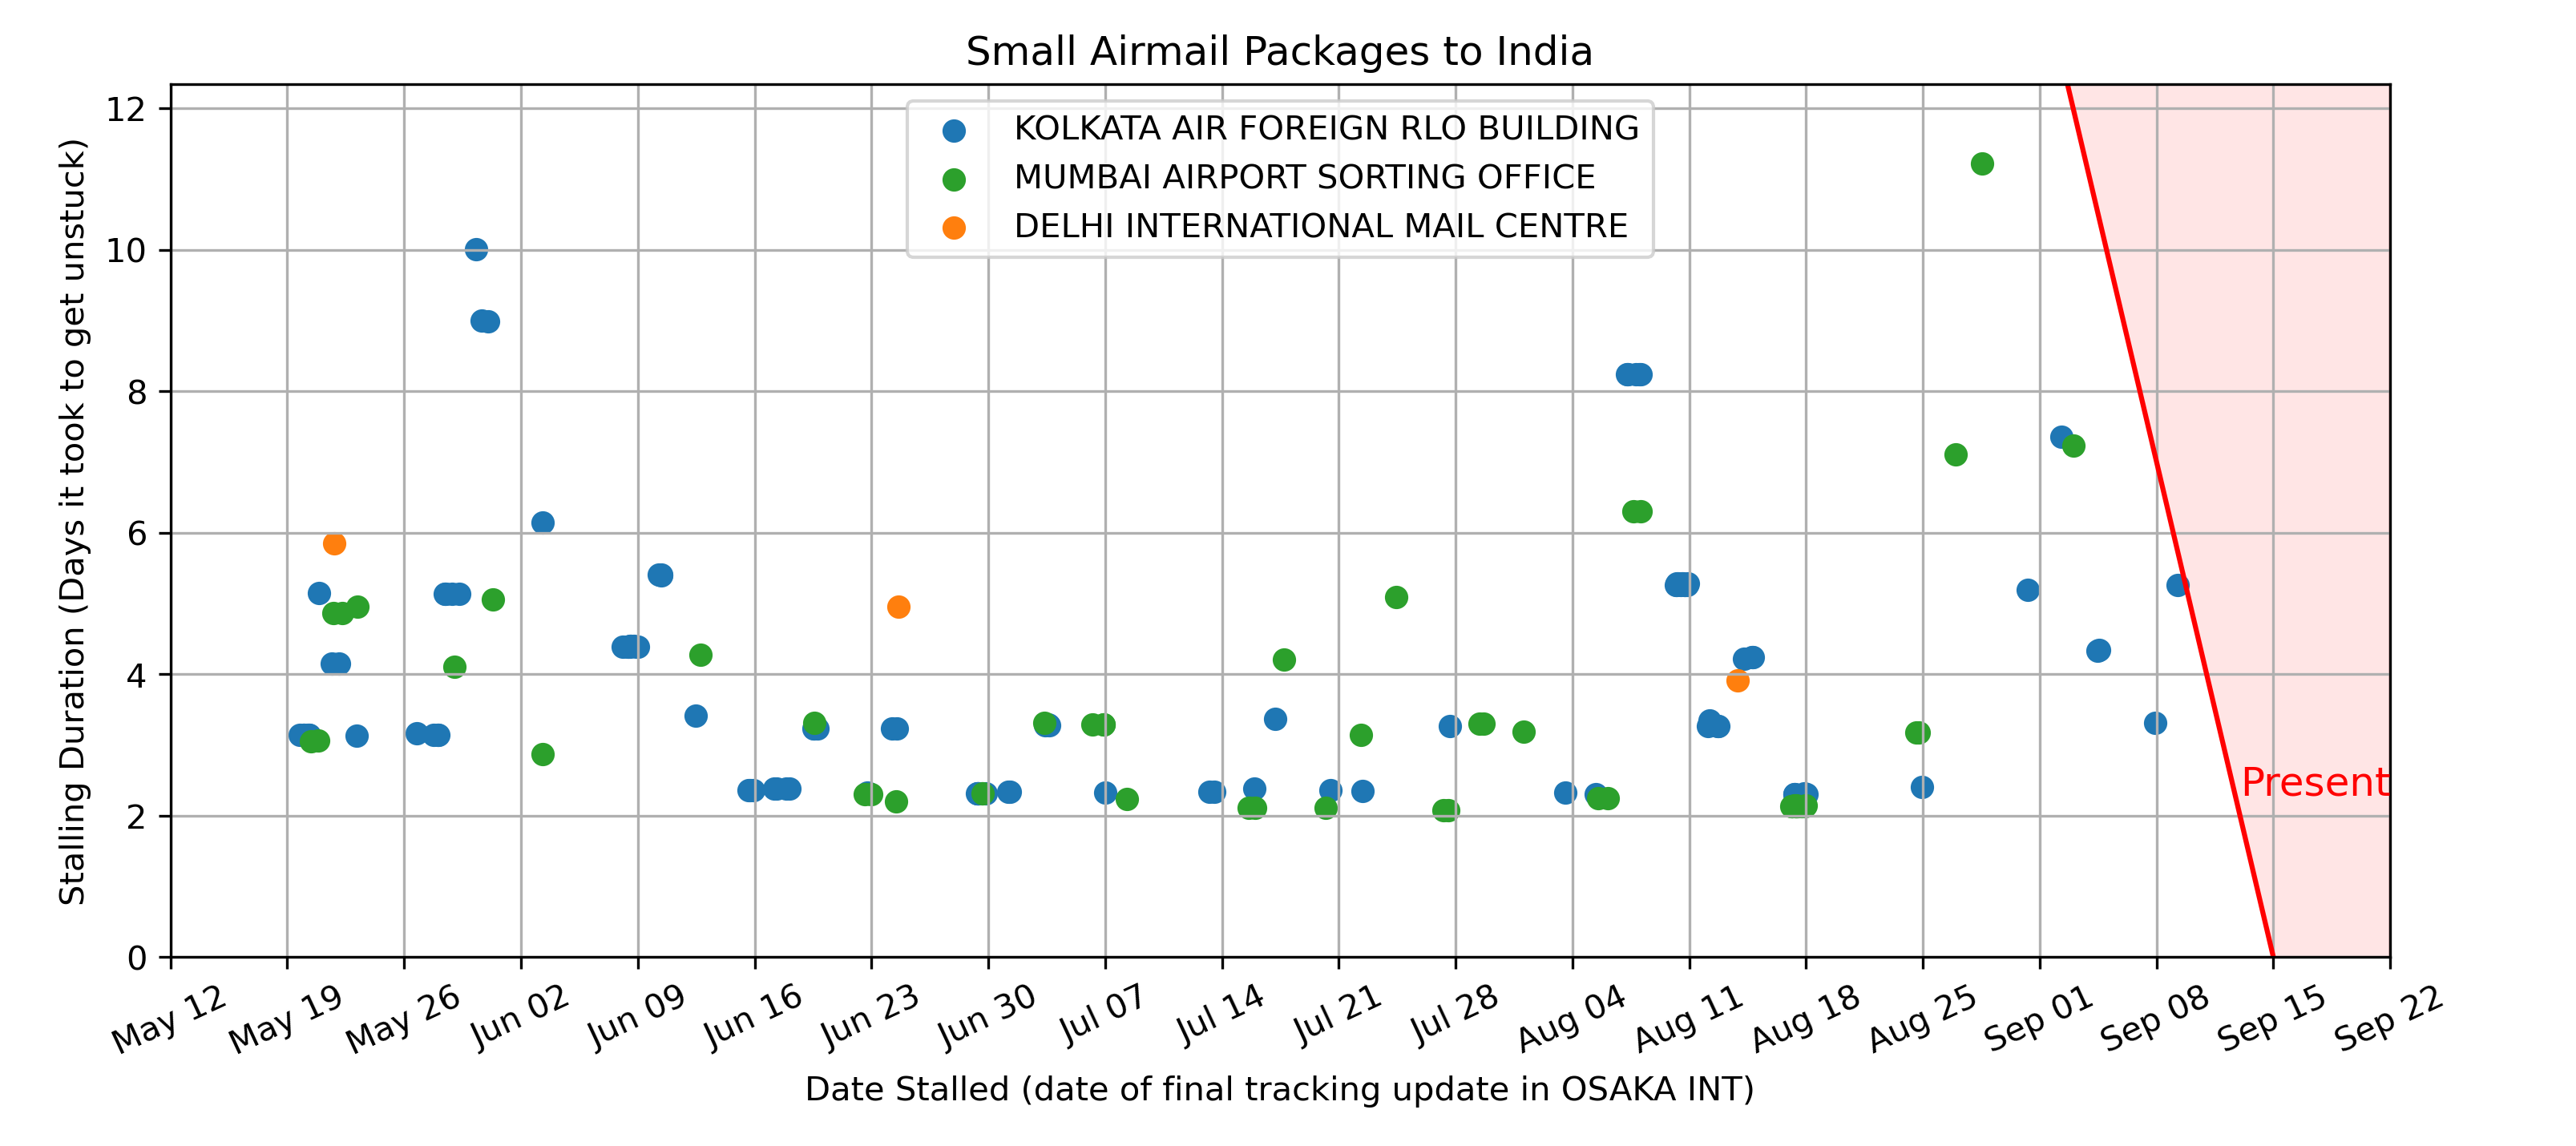 Small Airmail Packages to India
KOLKATA AIR FOREIGN RLO BUILDING
MUMBAI AIRPORT SORTING OFFICE
DELHI INTERNATIONAL MAIL CENTRE
Stalling Duration (Days it took to get unstuck)
12
10
8
6
4
2
0
Present
May 12
May 19
May 26
Jun 02
Jun 09
Jun 16
Jun 23
Jun 30
Jul 07
Jul 14
Jul 21
Jul 28
Aug 04
Aug 11
Aug 18
Aug 25
Sep 01
Sep 08
Sep 15
Sep 22
Date Stalled (date of final tracking update in OSAKA INT)